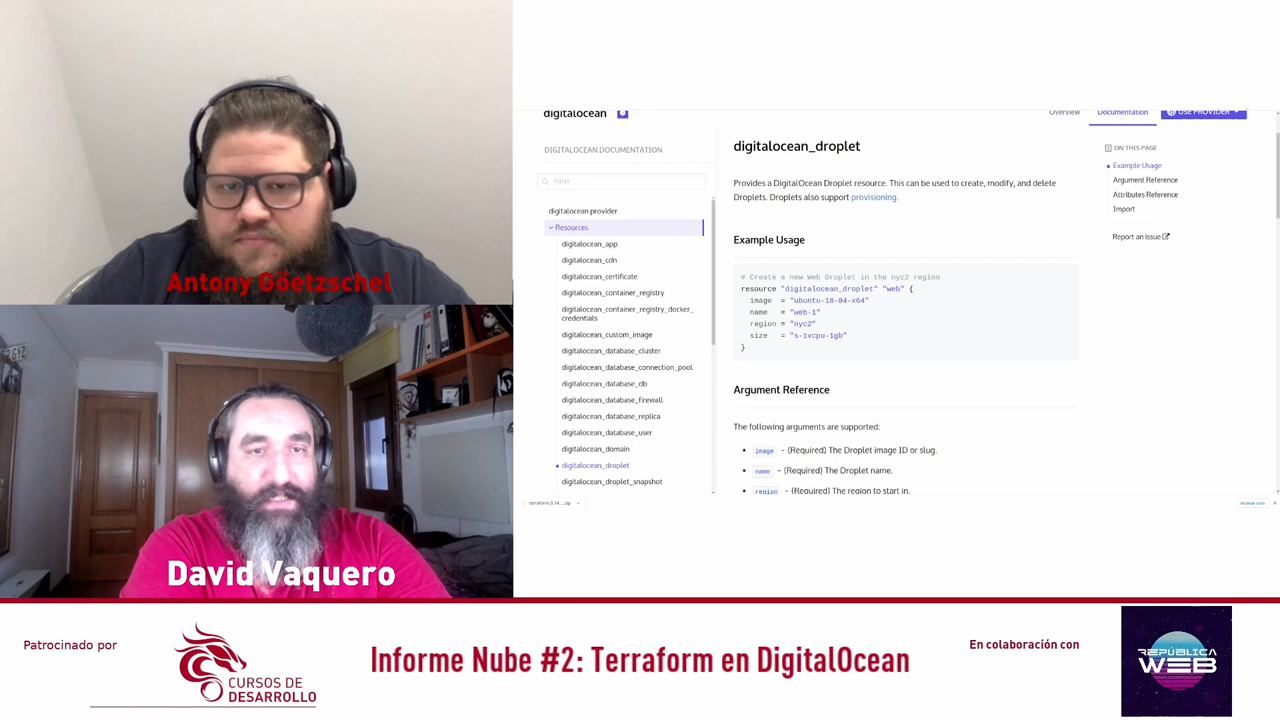 Antony Göetzschel
David Vaquero
digitalocean
Overview
Documentation
USE PROVIDER
DIGITALOCEAN DOCUMENTATION
Filter
digitalocean provider
Resources
digitalocean_app
digitalocean_cdn
digitalocean_certificate
digitalocean_container_registry
digitalocean_container_registry_docker_
credentials
digitalocean_custom_image
digitalocean_database_cluster
digitalocean_database_connection_pool
digitalocean_database_db
digitalocean_database_firewall
digitalocean_database_replica
digitalocean_database_user
digitalocean_domain
digitalocean_droplet
digitalocean_droplet_snapshot
digitalocean_droplet
Provides a DigitalOcean Droplet resource. This can be used to create, modify, and delete
Droplets. Droplets also support provisioning.
Example Usage
# Create a new Web Droplet in the nyc2 region
resource "digitalocean_droplet" "web" {
image = "ubuntu-18-04-x64"
name = "web-1"
region = "nyc2"
size = "s-1vcpu-1gb"
}
Argument Reference
The following arguments are supported:
• image - (Required) The Droplet image ID or slug.
• name - (Required) The Droplet name.
• region - (Required) The region to start in.
ON THIS PAGE
Example Usage
Argument Reference
Attributes Reference
Import
Report an issue
Patrocinado por
CURSOS DE
DESARROLLO
Informe Nube #2: Terraform en DigitalOcean
En colaboración con
REPÚBLICA
WEB